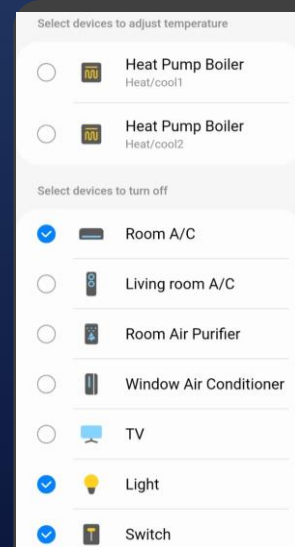 Select devices to adjust temperature
Heat Pump Boiler
Heat/cool1
Heat Pump Boiler
Heat/cool2
Select devices to turn off
Room A/C
Living room A/C
Room Air Purifier
Window Air Conditioner
TV
Light
Switch